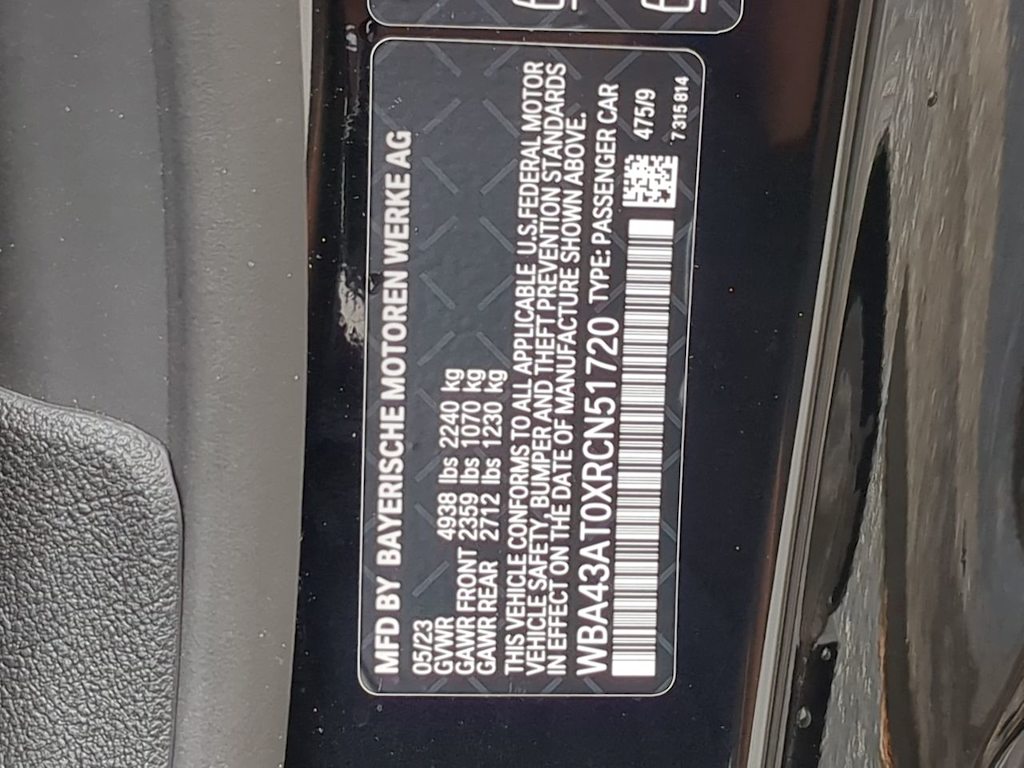 MFD BY BAYERISCHE MOTOREN WERKE AG
05/23
GVWR 4938 lbs 2240 kg
GAWR FRONT 2359 lbs 1070 kg
GAWR REAR 2712 lbs 1230 kg
THIS VEHICLE CONFORMS TO ALL APPLICABLE U.S.FEDERAL MOTOR
VEHICLE SAFETY, BUMPER AND THEFT PREVENTION STANDARDS
IN EFFECT ON THE DATE OF MANUFACTURE SHOWN ABOVE.
WBA43AT0XRCN51720 TYPE: PASSENGER CAR
475/9
7 315 814